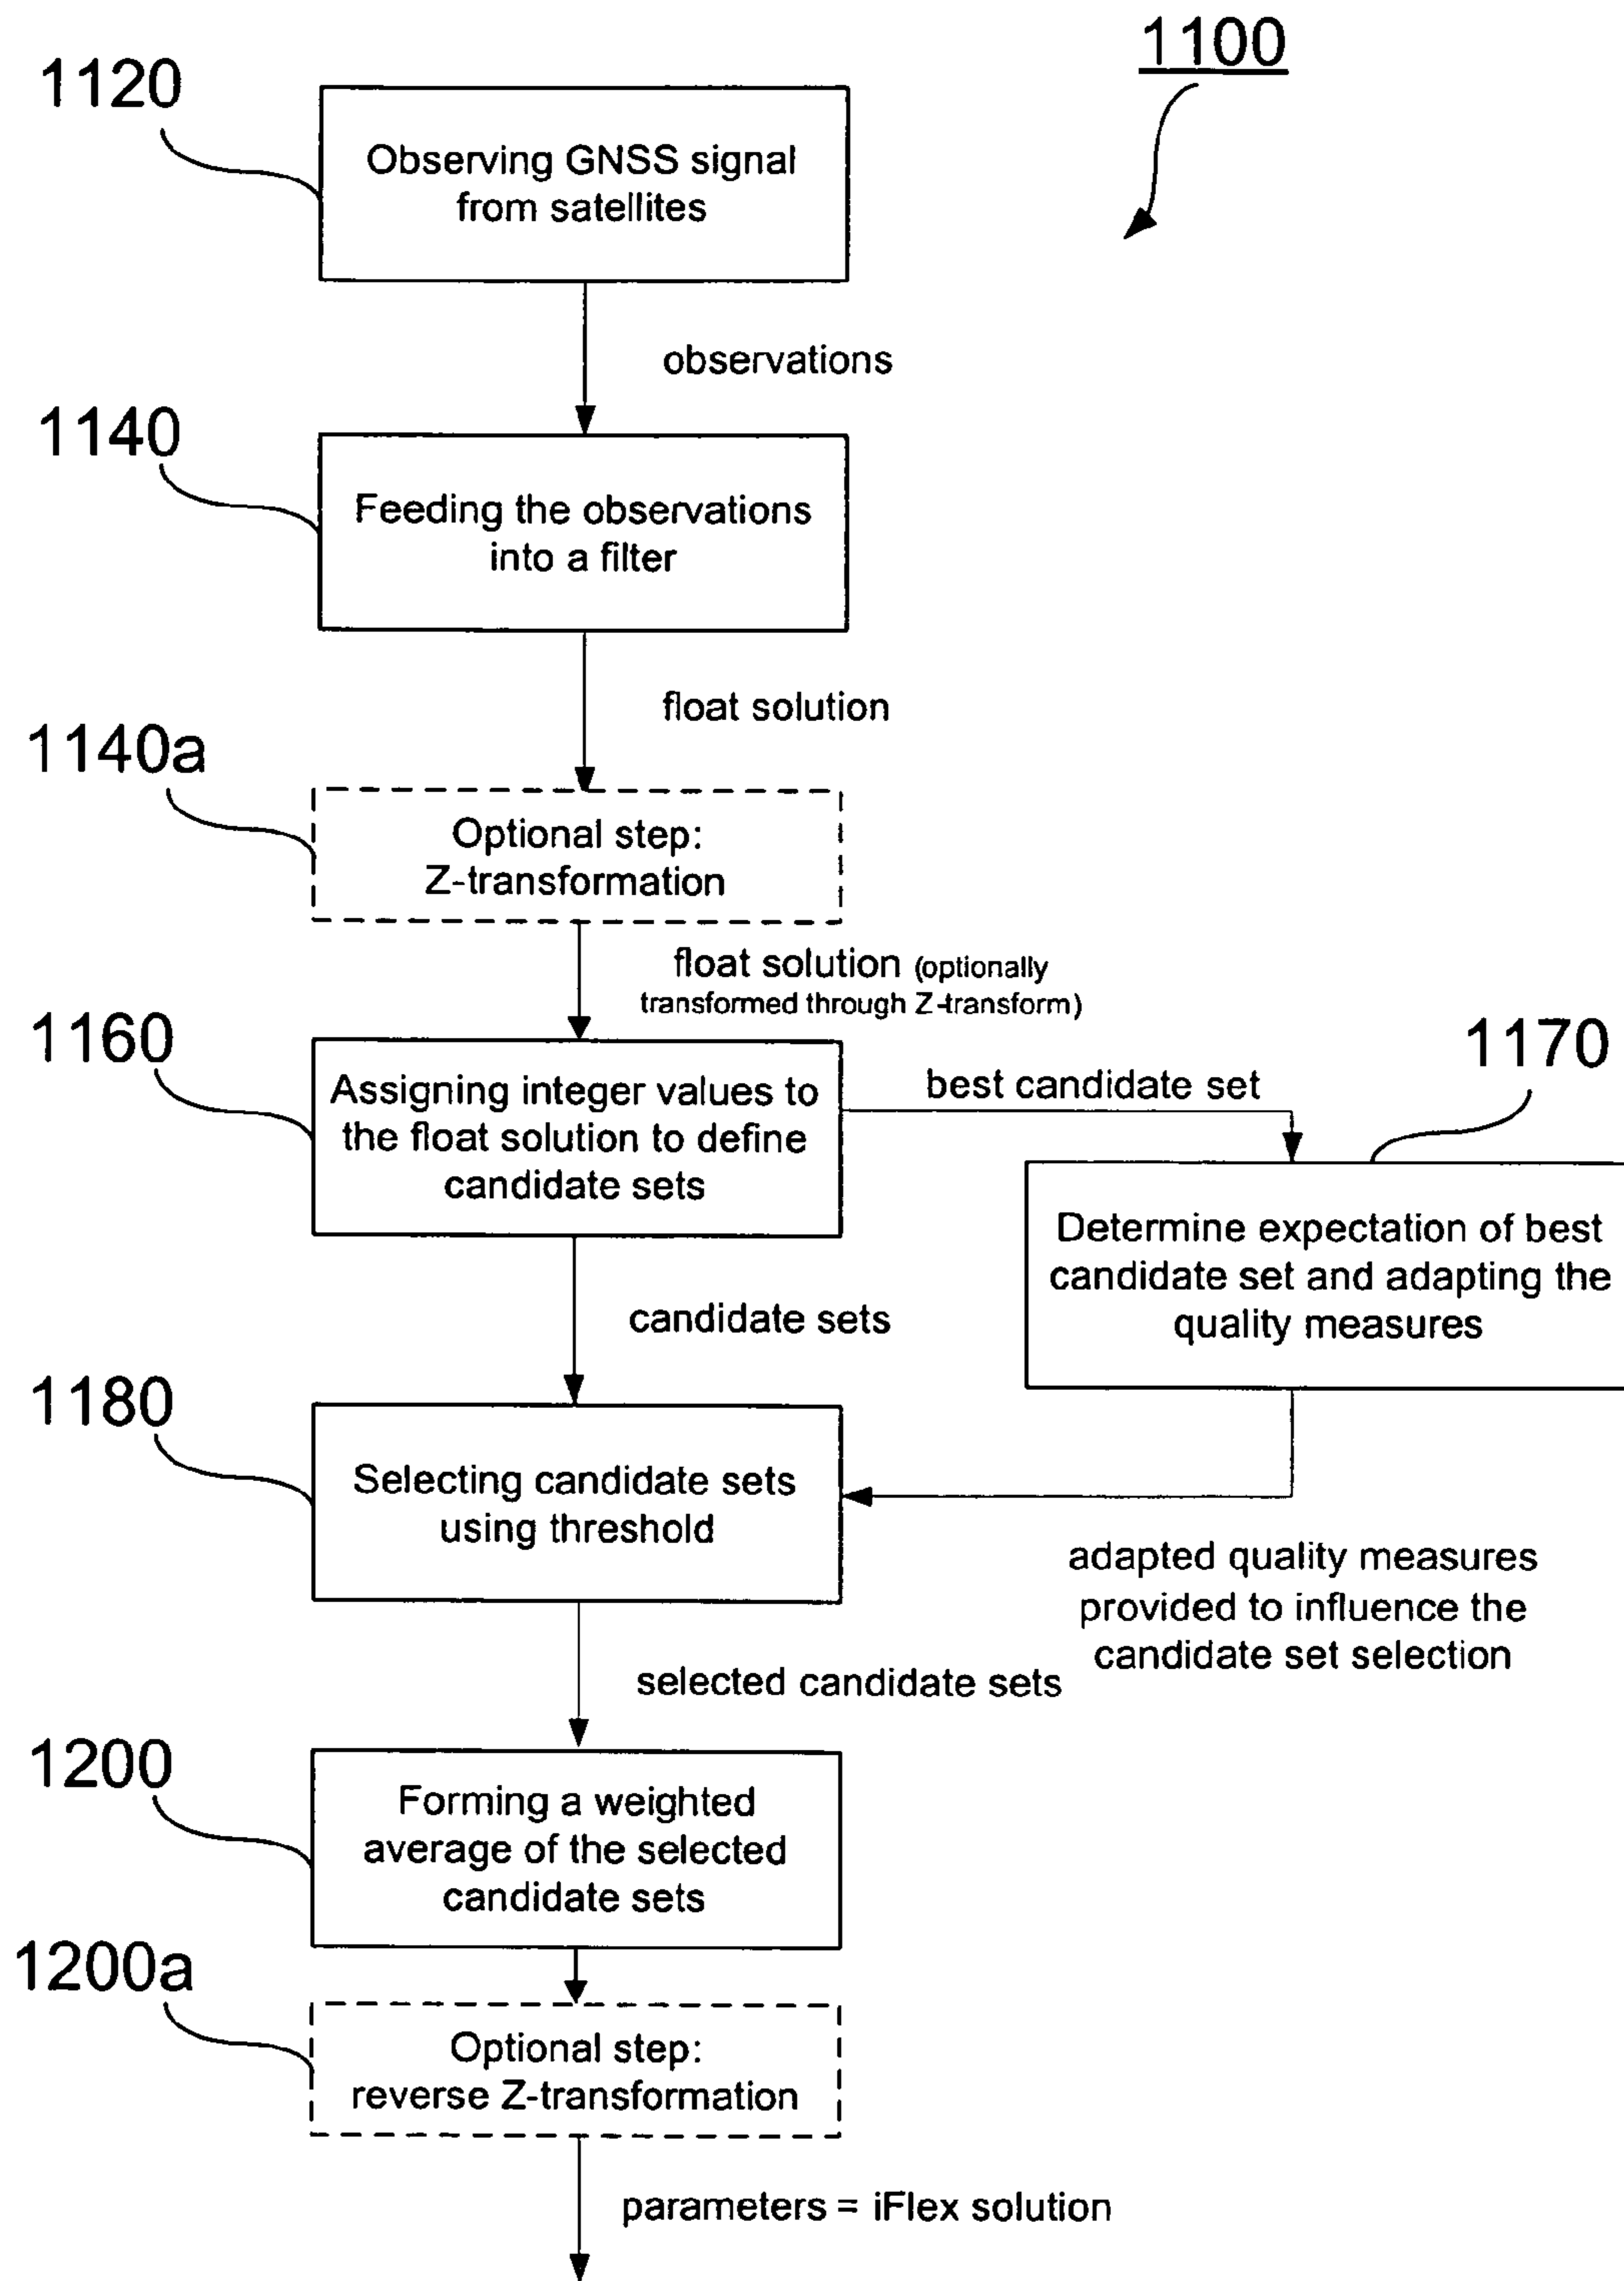 1100
1120
Observing GNSS signal
from satellites
observations
1140
Feeding the observations
into a filter
float solution
1140a
Optional step:
Z-transformation
float solution (optionally
transformed through Z-transform)
1160
Assigning integer values to
the float solution to define
candidate sets
best candidate set
1170
Determine expectation of best
candidate set and adapting the
quality measures
candidate sets
1180
Selecting candidate sets
using threshold
adapted quality measures
provided to influence the
candidate set selection
selected candidate sets
1200
Forming a weighted
average of the selected
candidate sets
1200a
Optional step:
reverse Z-transformation
parameters = iFlex solution